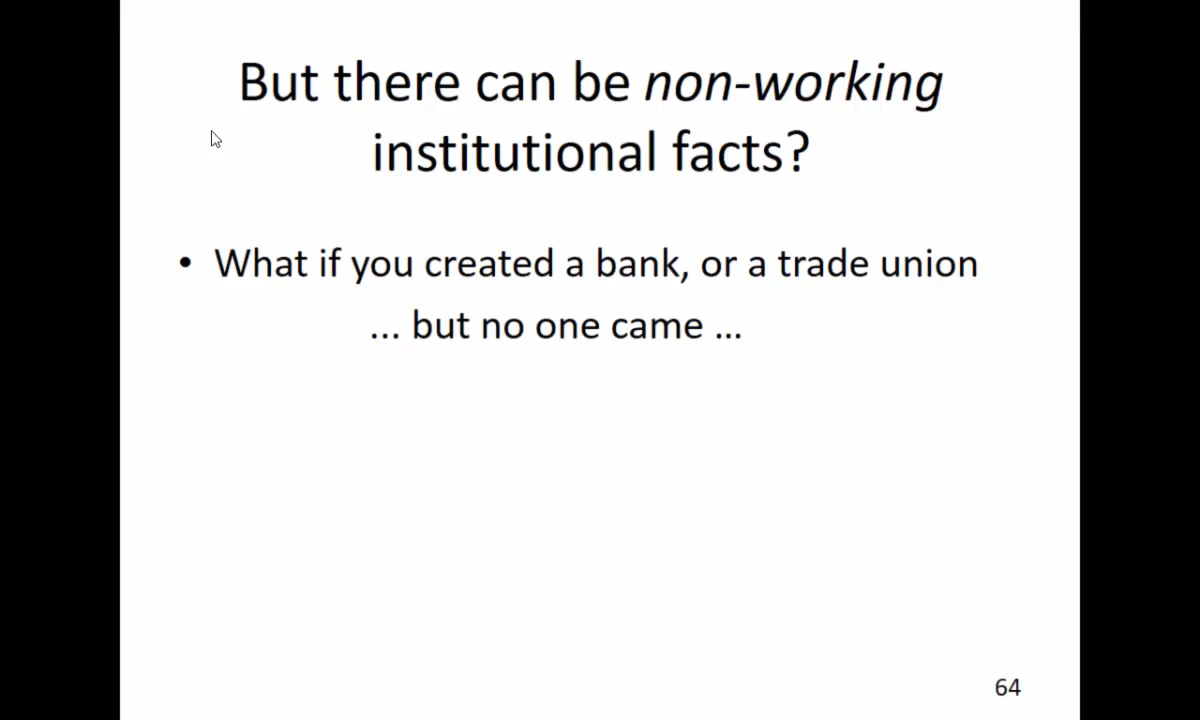 But there can be non-working
institutional facts?
• What if you created a bank, or a trade union
... but no one came ...
64